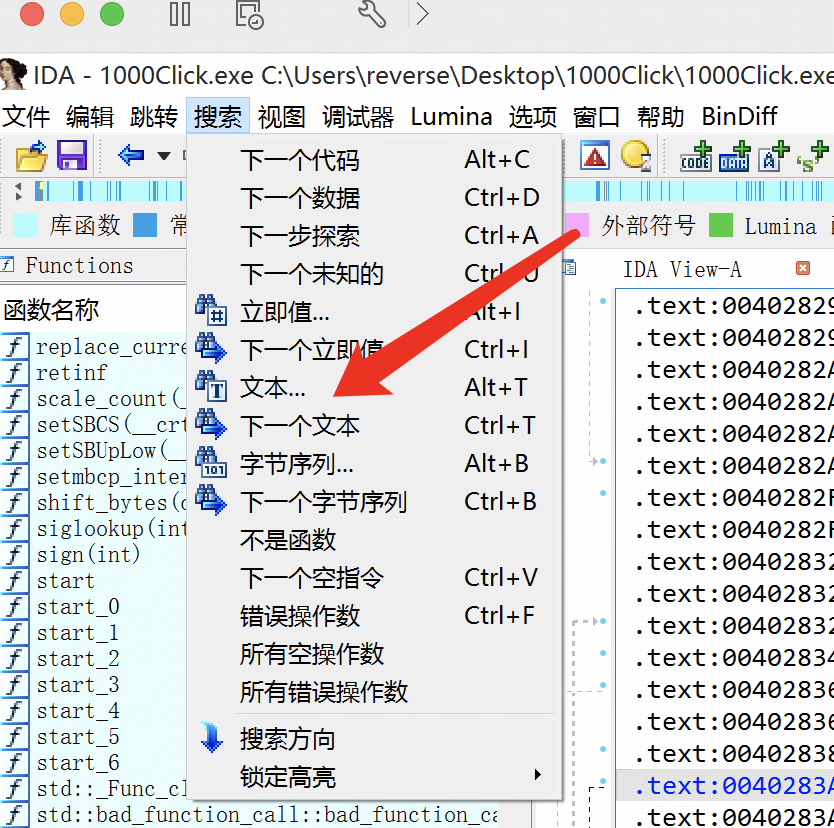 IDA - 1000Click.exe C:\Users\reverse\Desktop\1000Click\1000Click.exe
文件 编辑 跳转 搜索 视图 调试器 Lumina 选项 窗口 帮助 BinDiff
下一个代码 Alt+C
下一个数据 Ctrl+D
下一步探索 Ctrl+A
下一个未知的 Ctrl+U
立即值... Alt+I
下一个立即值 Ctrl+I
文本... Alt+T
下一个文本 Ctrl+T
字节序列... Alt+B
下一个字节序列 Ctrl+B
不是函数
下一个空指令 Ctrl+V
错误操作数 Ctrl+F
所有空操作数
所有错误操作数
搜索方向
锁定高亮
库函数 常
外部符号 Lumina
Functions
函数名称
replace_curre
retinf
scale_count(_
setSBCS(__crt
setSBUpLow(__
setmbcp_inter
shift_bytes(
siglookup(int
sign(int)
start
start_0
start_1
start_2
start_3
start_4
start_5
start_6
std::_Func_cl
std::bad_function_call::bad_function_ca
IDA View-A
.text:00402829
.text:00402829
.text:0040282A
.text:0040282A
.text:0040282A
.text:0040282A
.text:0040282F
.text:0040282F
.text:00402832
.text:00402832
.text:00402832
.text:00402834
.text:00402836
.text:00402836
.text:00402838
.text:0040283A
.text:0040283A